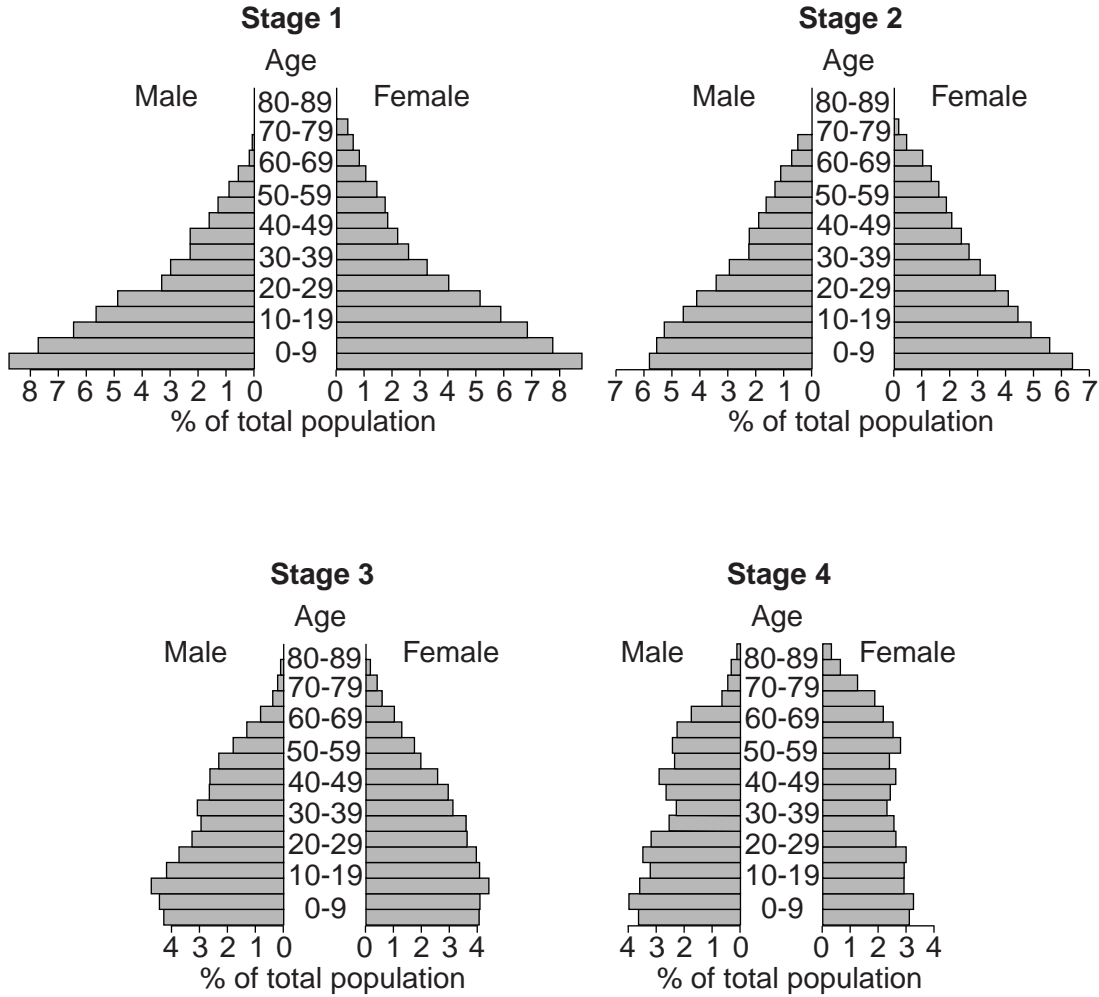 Stage 1
Age
Male
Female
80-89
70-79
60-69
50-59
40-49
30-39
20-29
10-19
0-9
8 7 6 5 4 3 2 1 0
0 1 2 3 4 5 6 7 8
% of total population
Stage 2
Age
Male
Female
80-89
70-79
60-69
50-59
40-49
30-39
20-29
10-19
0-9
7 6 5 4 3 2 1 0
0 1 2 3 4 5 6 7
% of total population
Stage 3
Age
Male
Female
80-89
70-79
60-69
50-59
40-49
30-39
20-29
10-19
0-9
4 3 2 1 0
0 1 2 3 4
% of total population
Stage 4
Age
Male
Female
80-89
70-79
60-69
50-59
40-49
30-39
20-29
10-19
0-9
4 3 2 1 0
0 1 2 3 4
% of total population